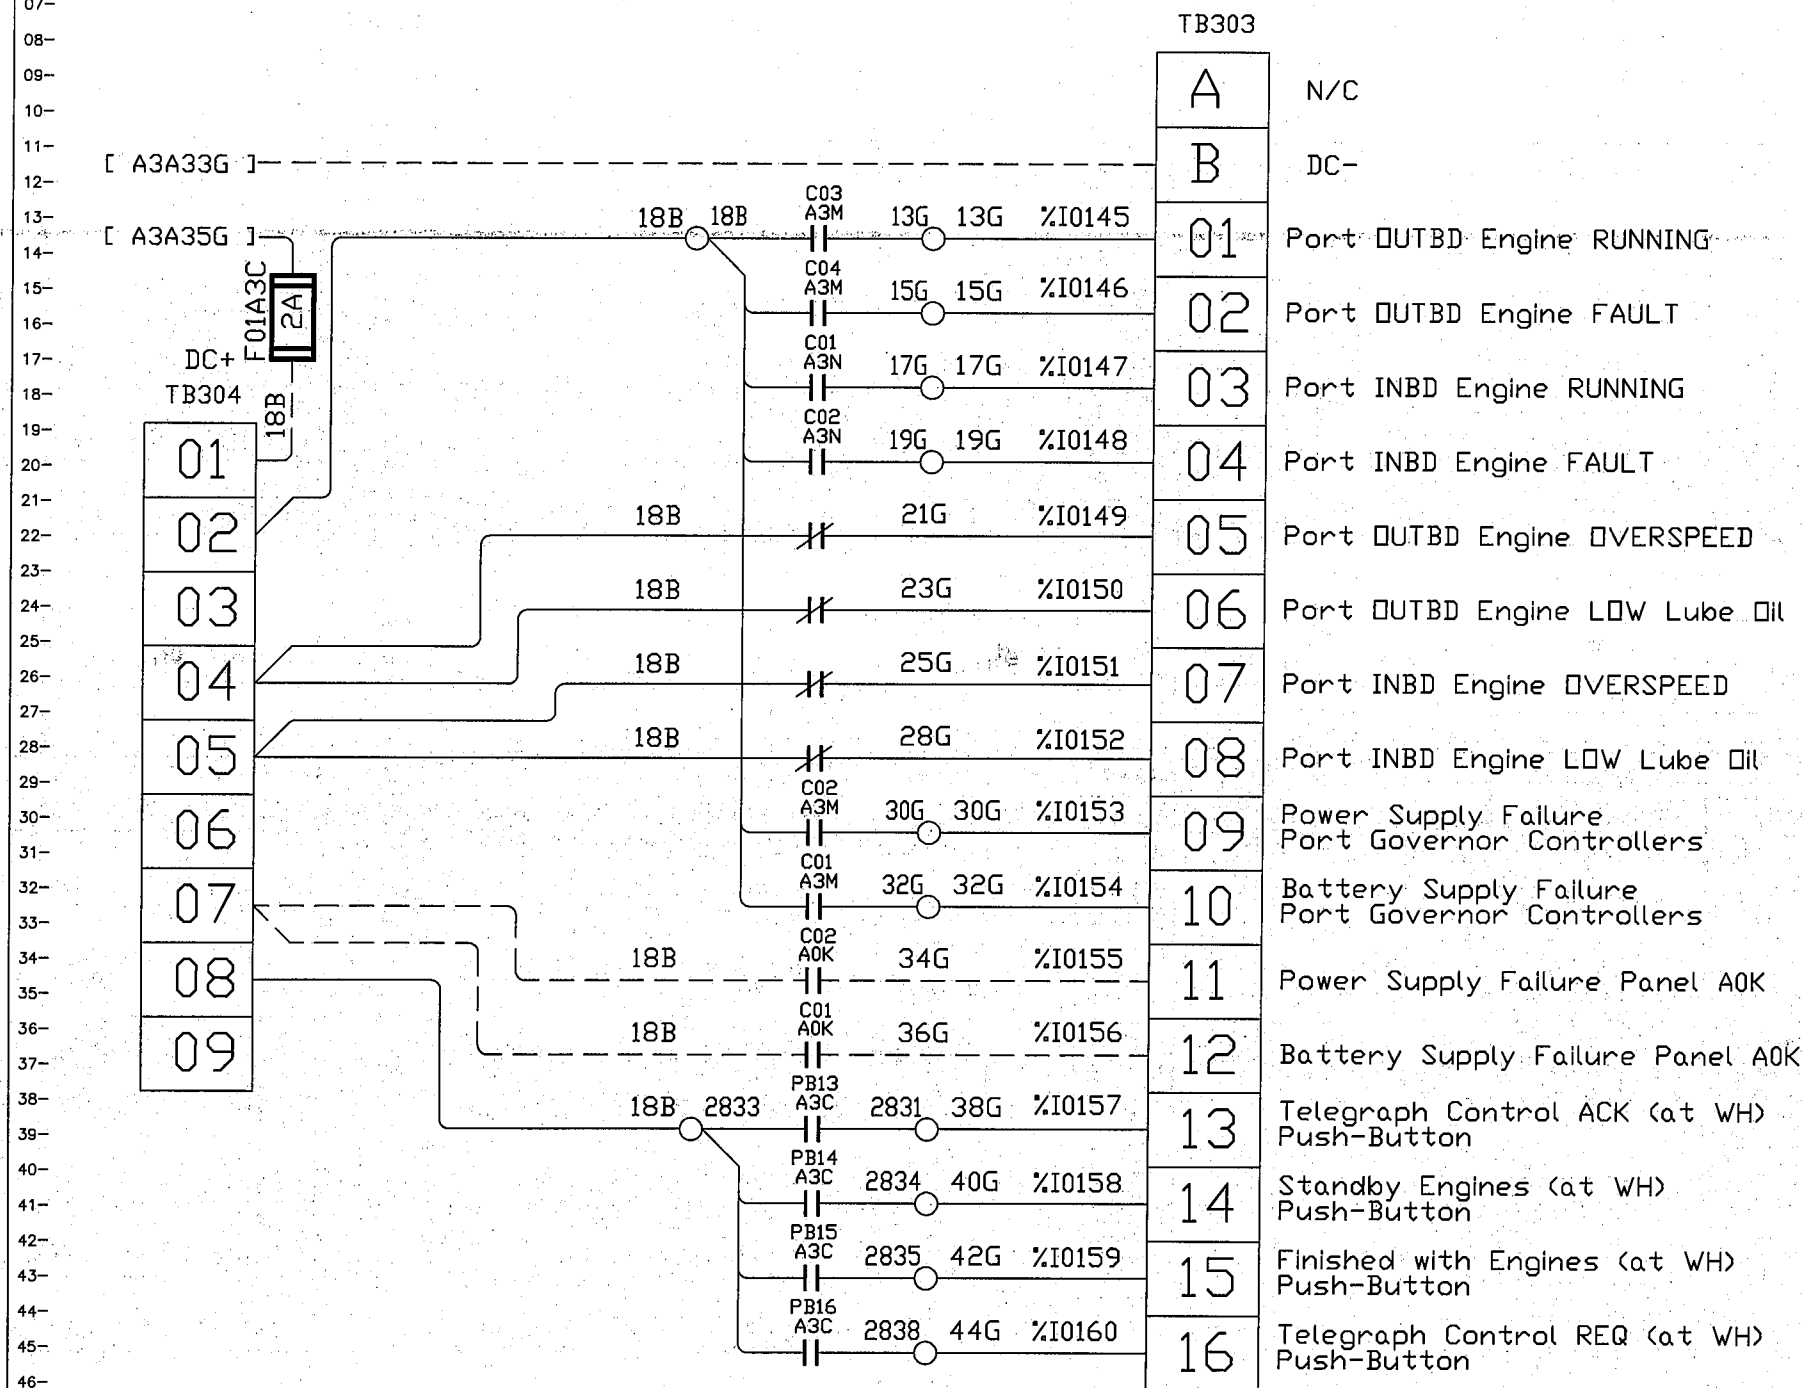 07-
TB303
08-
09-
A N/C
10-
11-
[ A3A33G ] B DC-
12-
C03
13- 18B 18B A3M 13G 13G %I0145
[ A3A35G ] 01 Port OUTBD Engine RUNNING
14-
C04
15- A3M 15G 15G %I0146
F01A3C 2A
16- 02 Port OUTBD Engine FAULT
C01
17- DC+ A3N 17G 17G %I0147
18- TB304 18B 03 Port INBD Engine RUNNING
C02
19- A3N 19G 19G %I0148
20- 01 04 Port INBD Engine FAULT
21-
18B 21G %I0149
22- 02 05 Port OUTBD Engine OVERSPEED
23-
18B 23G %I0150
24- 03 06 Port OUTBD Engine LOW Lube Oil
25-
18B 25G %I0151
26- 04 07 Port INBD Engine OVERSPEED
27-
18B 28G %I0152
28- 05 08 Port INBD Engine LOW Lube Oil
29-
C02
A3M 30G 30G %I0153
30- 06 09 Power Supply Failure
Port Governor Controllers
31-
C01
A3M 32G 32G %I0154
32- 07 10 Battery Supply Failure
Port Governor Controllers
33-
C02
34- 18B A0K 34G %I0155
35- 08 11 Power Supply Failure Panel A0K
C01
36- 18B A0K 36G %I0156
37- 09 12 Battery Supply Failure Panel A0K
PB13
38- 18B 2833 A3C 2831 38G %I0157
39- 13 Telegraph Control ACK (at WH)
Push-Button
40-
PB14
A3C 2834 40G %I0158
41- 14 Standby Engines (at WH)
Push-Button
42-
PB15
A3C 2835 42G %I0159
43- 15 Finished with Engines (at WH)
Push-Button
44-
PB16
A3C 2838 44G %I0160
45- 16 Telegraph Control REQ (at WH)
Push-Button
46-